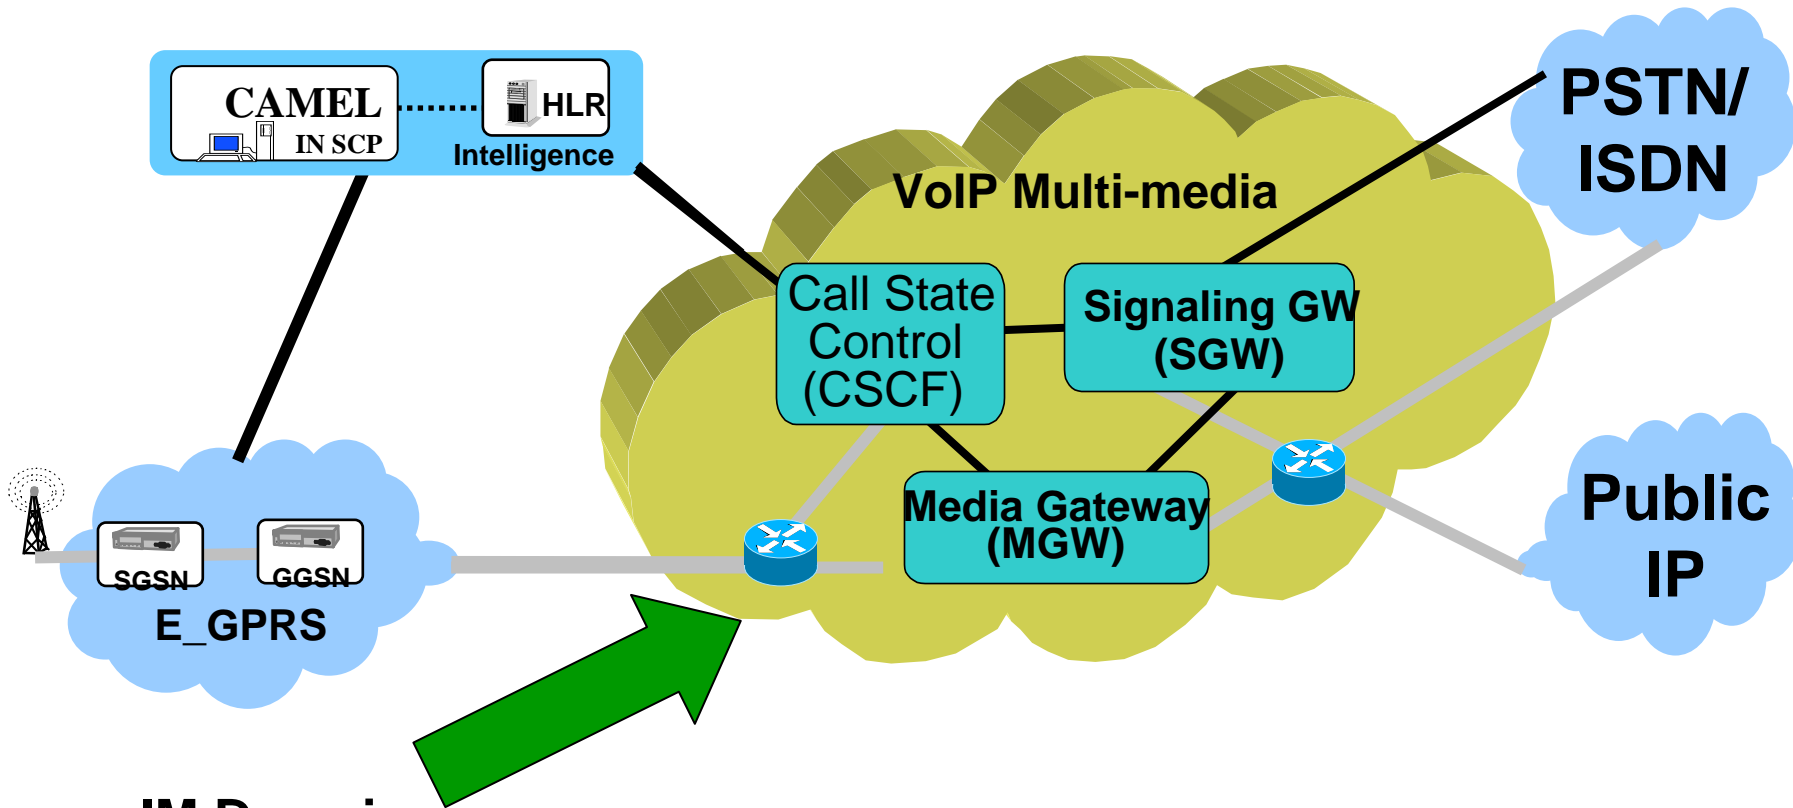 CAMEL
IN SCP
HLR
Intelligence
PSTN/
ISDN
VoIP Multi-media
Call State
Control
(CSCF)
Signaling GW
(SGW)
Media Gateway
(MGW)
Public
IP
SGSN
GGSN
E_GPRS